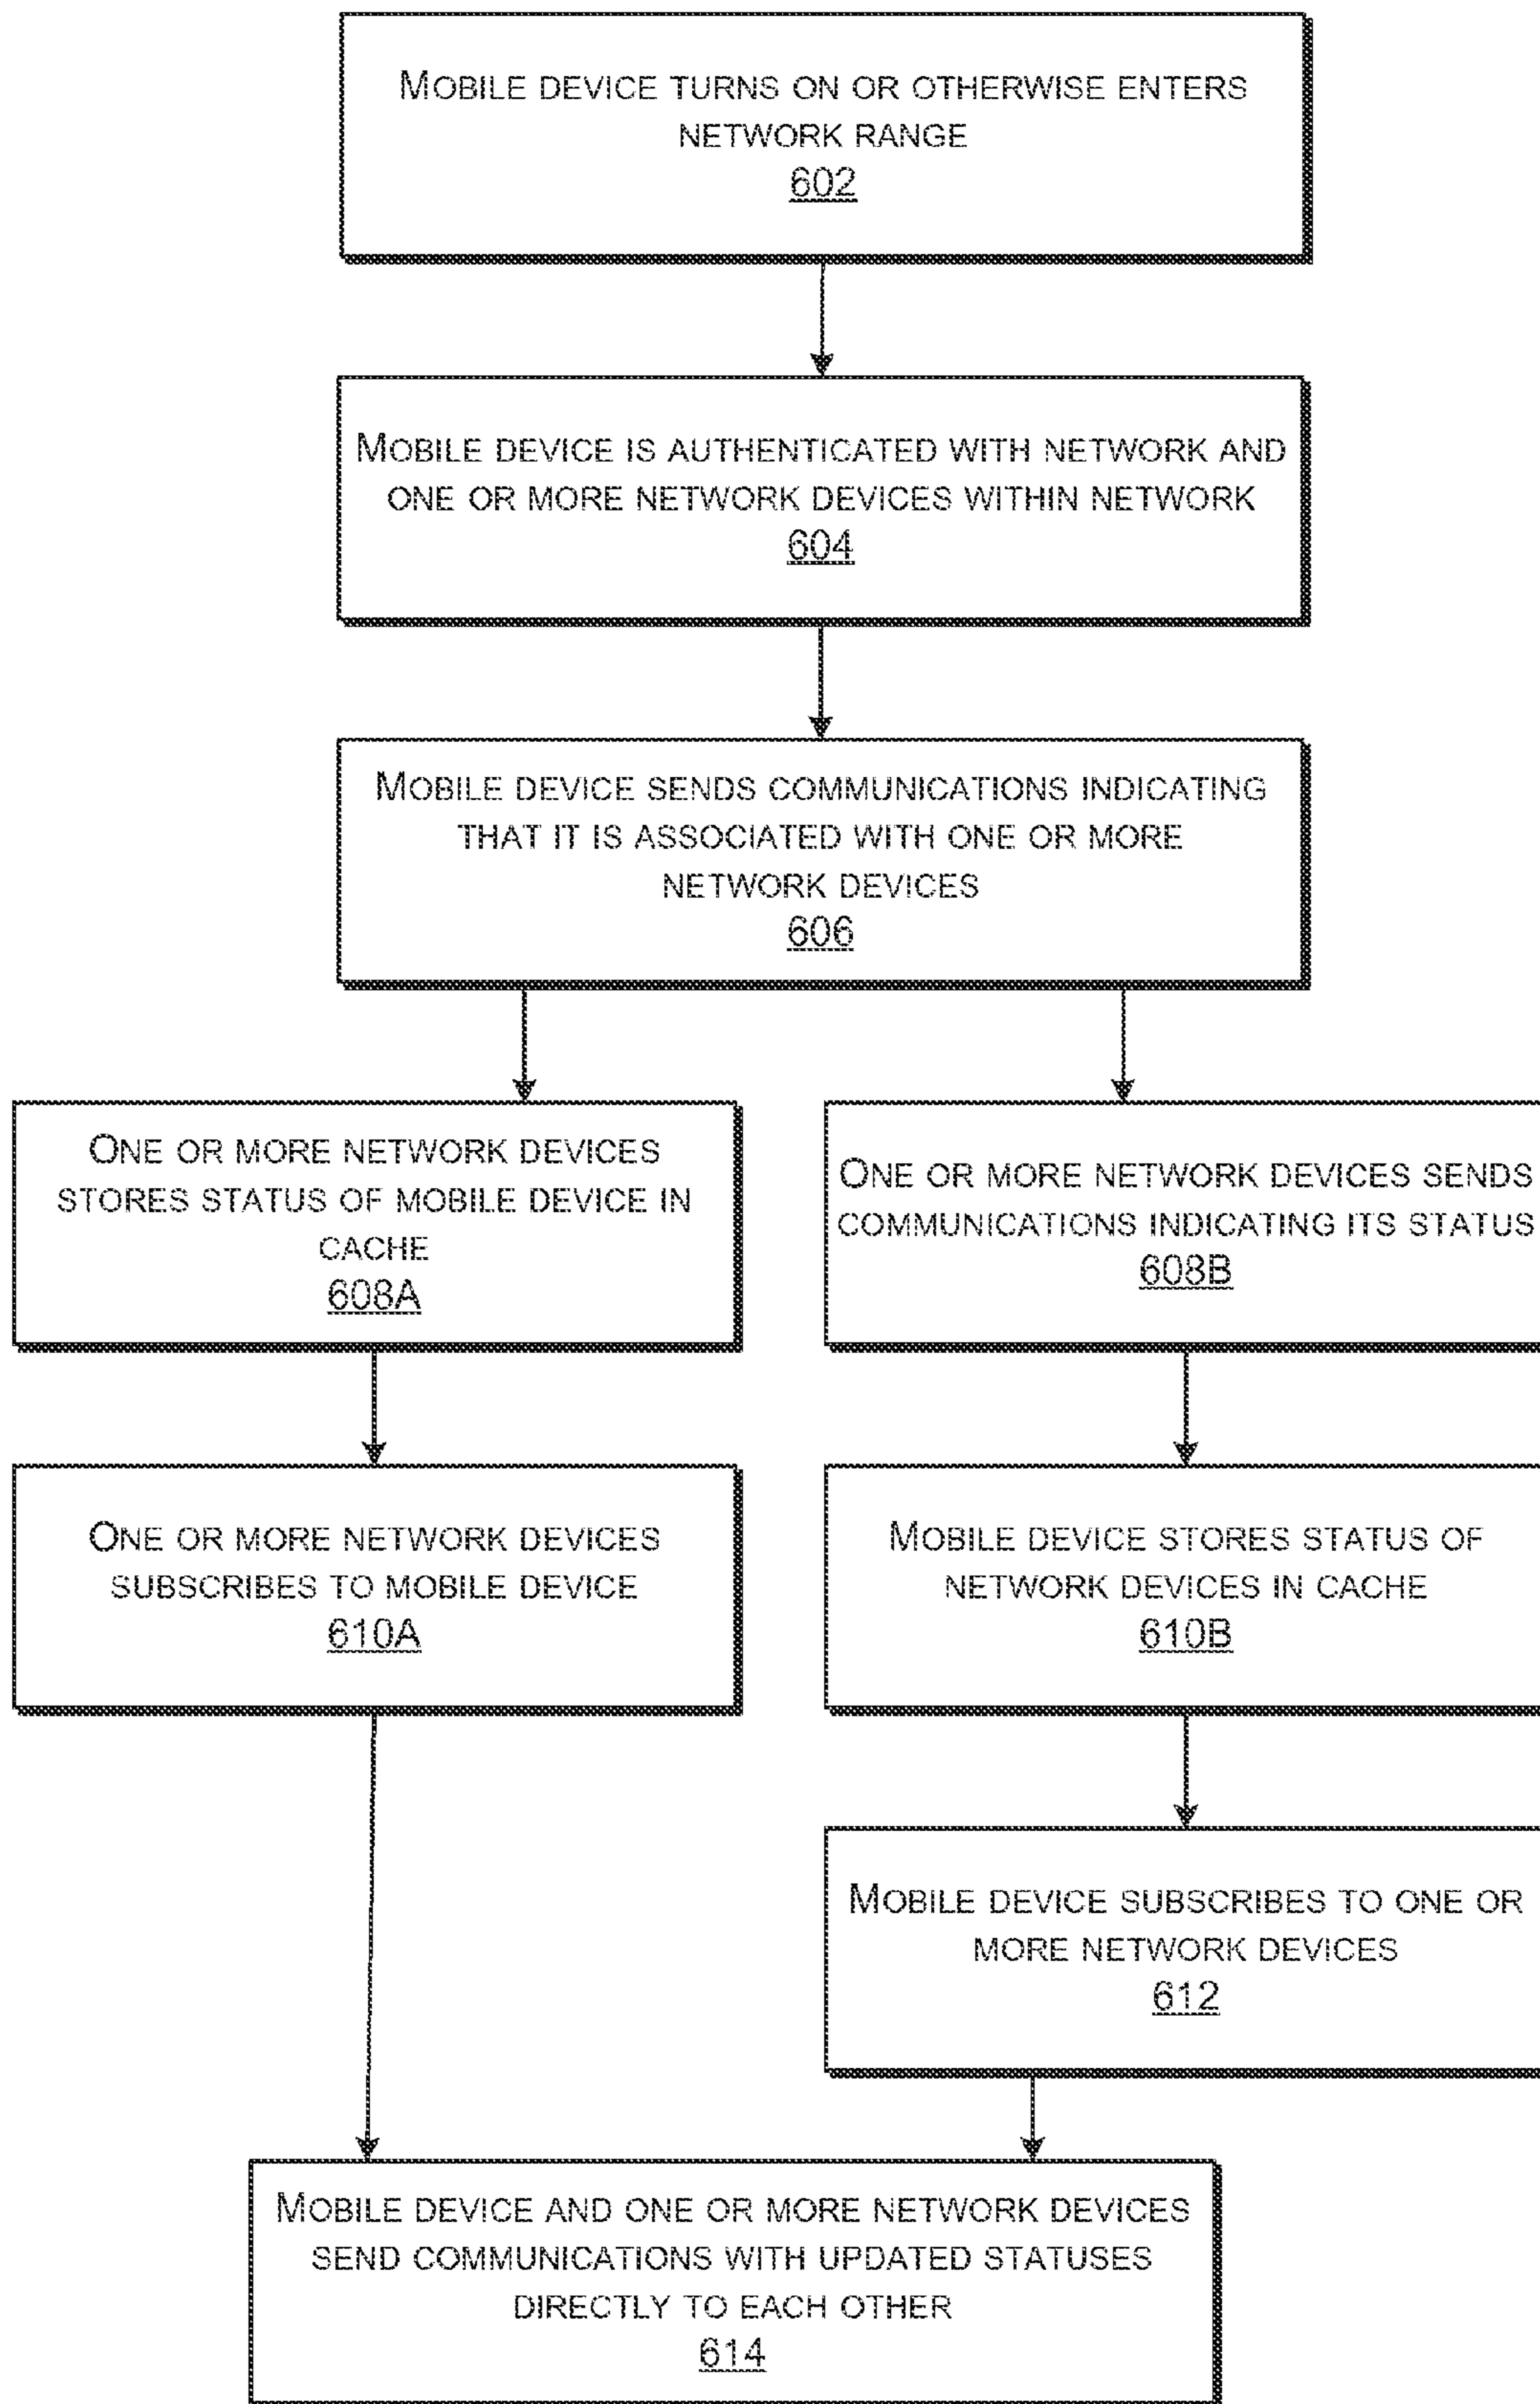 MOBILE DEVICE TURNS ON OR OTHERWISE ENTERS
NETWORK RANGE
602
MOBILE DEVICE IS AUTHENTICATED WITH NETWORK AND
ONE OR MORE NETWORK DEVICES WITHIN NETWORK
604
MOBILE DEVICE SENDS COMMUNICATIONS INDICATING
THAT IT IS ASSOCIATED WITH ONE OR MORE
NETWORK DEVICES
606
ONE OR MORE NETWORK DEVICES
STORES STATUS OF MOBILE DEVICE IN
CACHE
608A
ONE OR MORE NETWORK DEVICES SENDS
COMMUNICATIONS INDICATING ITS STATUS
608B
ONE OR MORE NETWORK DEVICES
SUBSCRIBES TO MOBILE DEVICE
610A
MOBILE DEVICE STORES STATUS OF
NETWORK DEVICES IN CACHE
610B
MOBILE DEVICE SUBSCRIBES TO ONE OR
MORE NETWORK DEVICES
612
MOBILE DEVICE AND ONE OR MORE NETWORK DEVICES
SEND COMMUNICATIONS WITH UPDATED STATUSES
DIRECTLY TO EACH OTHER
614